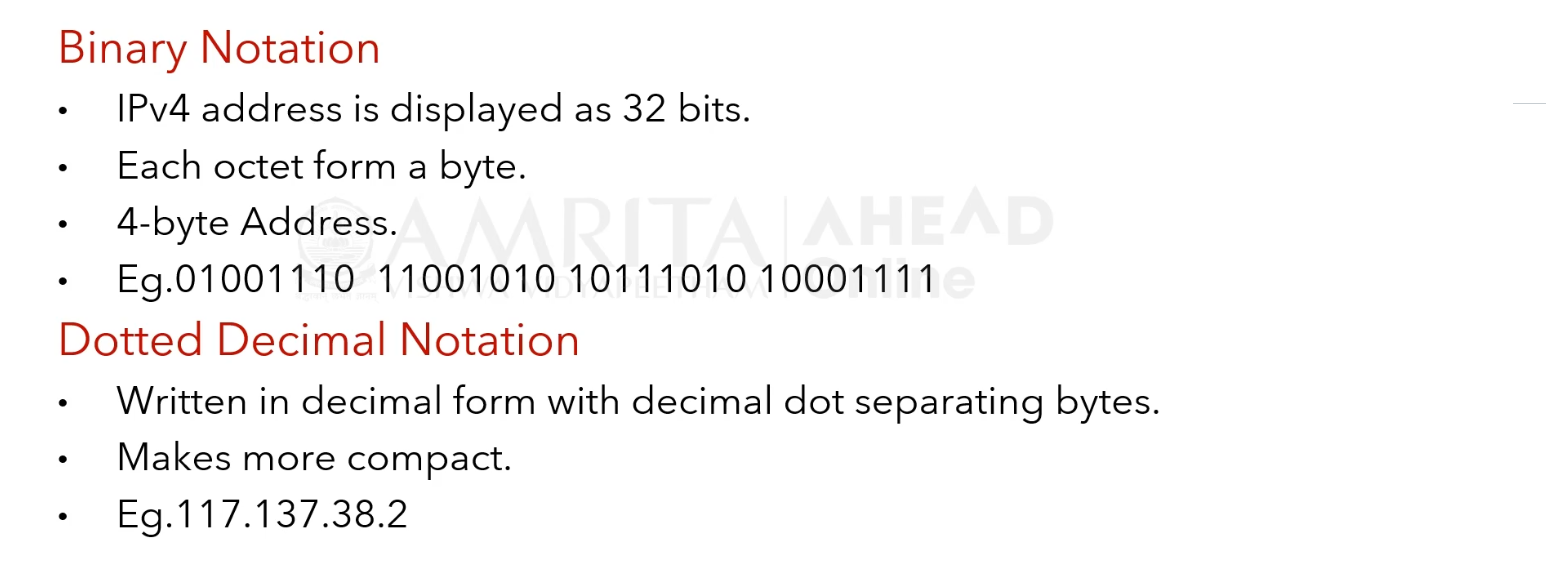 Binary Notation
• IPv4 address is displayed as 32 bits.
• Each octet form a byte.
• 4-byte Address.
• Eg.01001110  11001010 10111010 10001111
Dotted Decimal Notation
• Written in decimal form with decimal dot separating bytes.
• Makes more compact.
• Eg.117.137.38.2
AMRITA
VISHWA VIDYAPEETHAM
AHEAD
Online